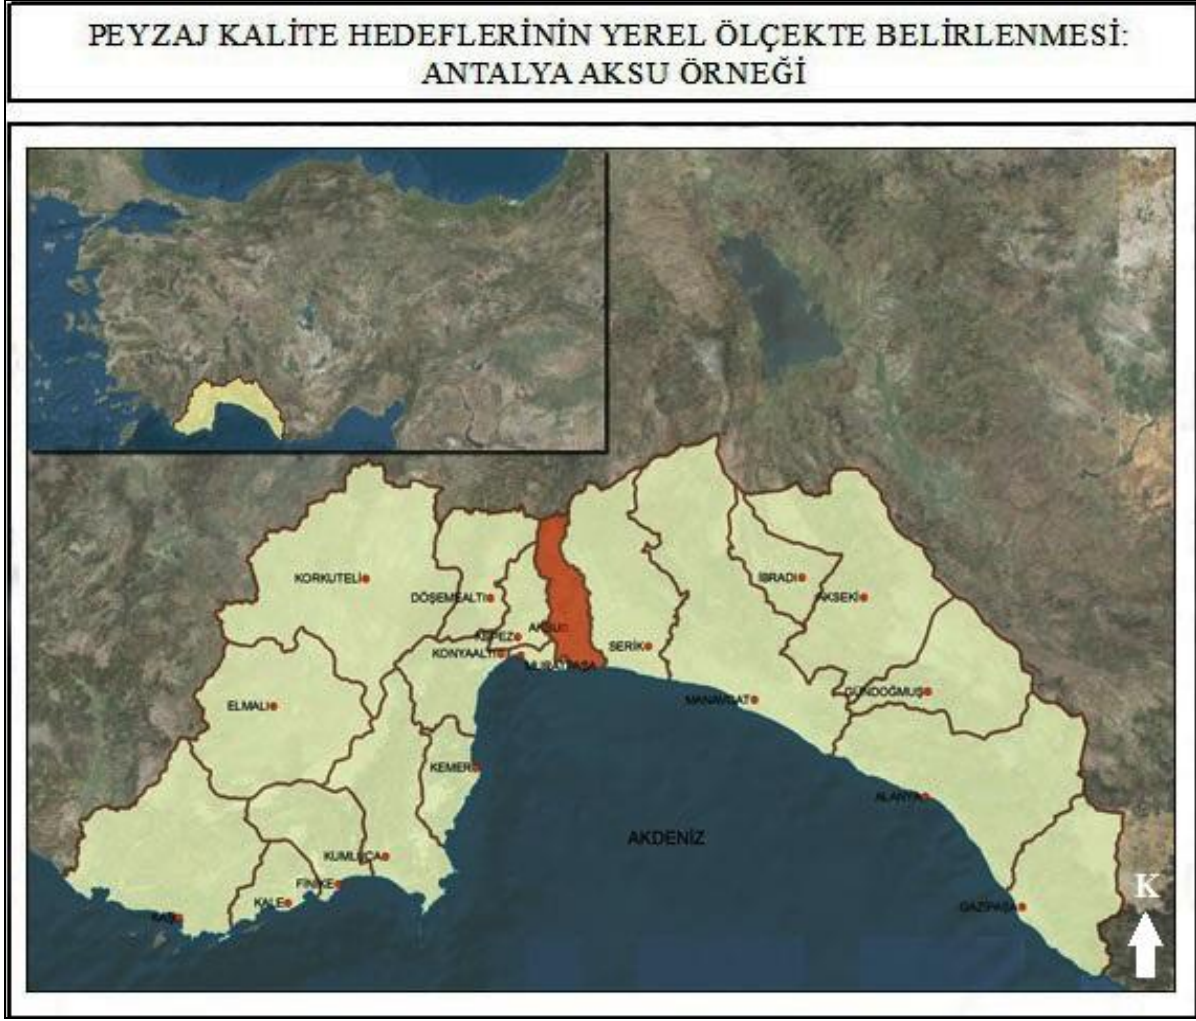 PEYZAJ KALİTE HEDEFLERİNİN YEREL ÖLÇEKTE BELİRLENMESİ:
ANTALYA AKSU ÖRNEĞİ
KORKUTELİ
DÖŞEMEALTI
İBRADI
AKSEKİ
KEPEZ
AKSU
KONYAALTI
MURATPAŞA
SERİK
ELMALI
MANAVGAT
GÜNDOĞMUŞ
KEMER
ALANYA
AKDENİZ
KUMLUCA
FİNİKE
KALE
KAŞ
GAZİPAŞA
K